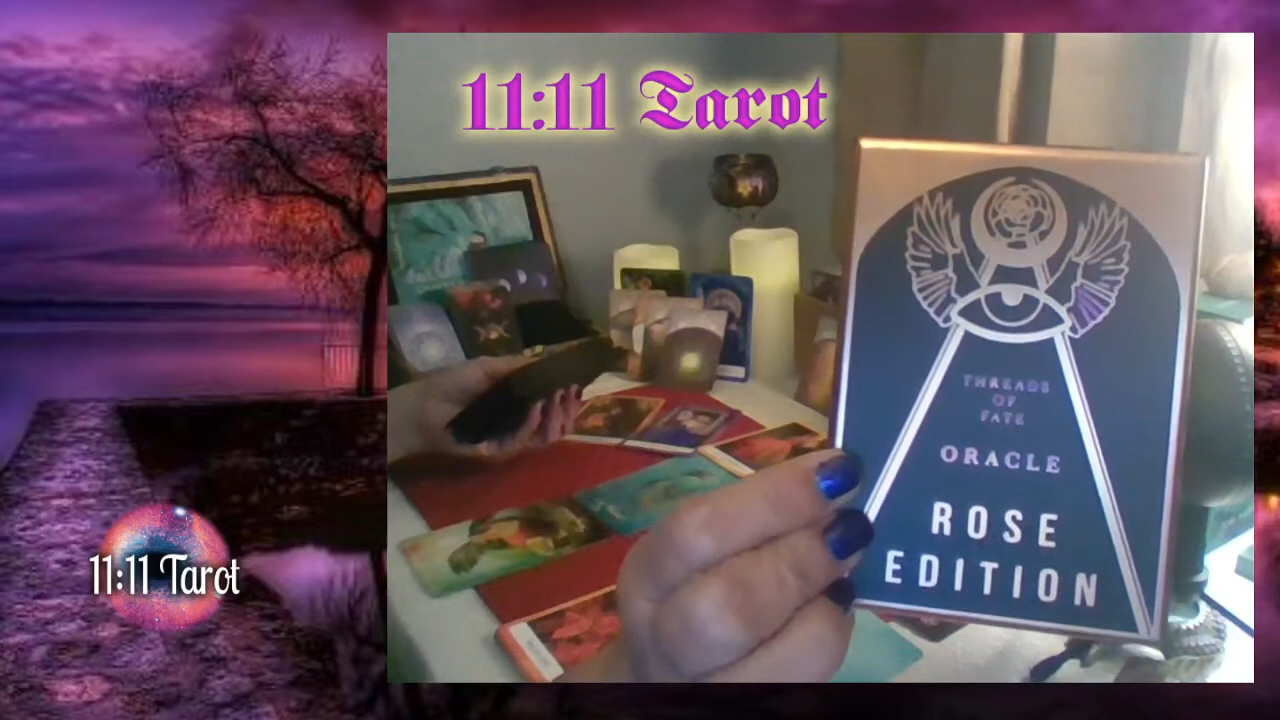 11:11 Tarot
THREADS
OF
FATE
ORACLE
ROSE
EDITION
11:11 Tarot